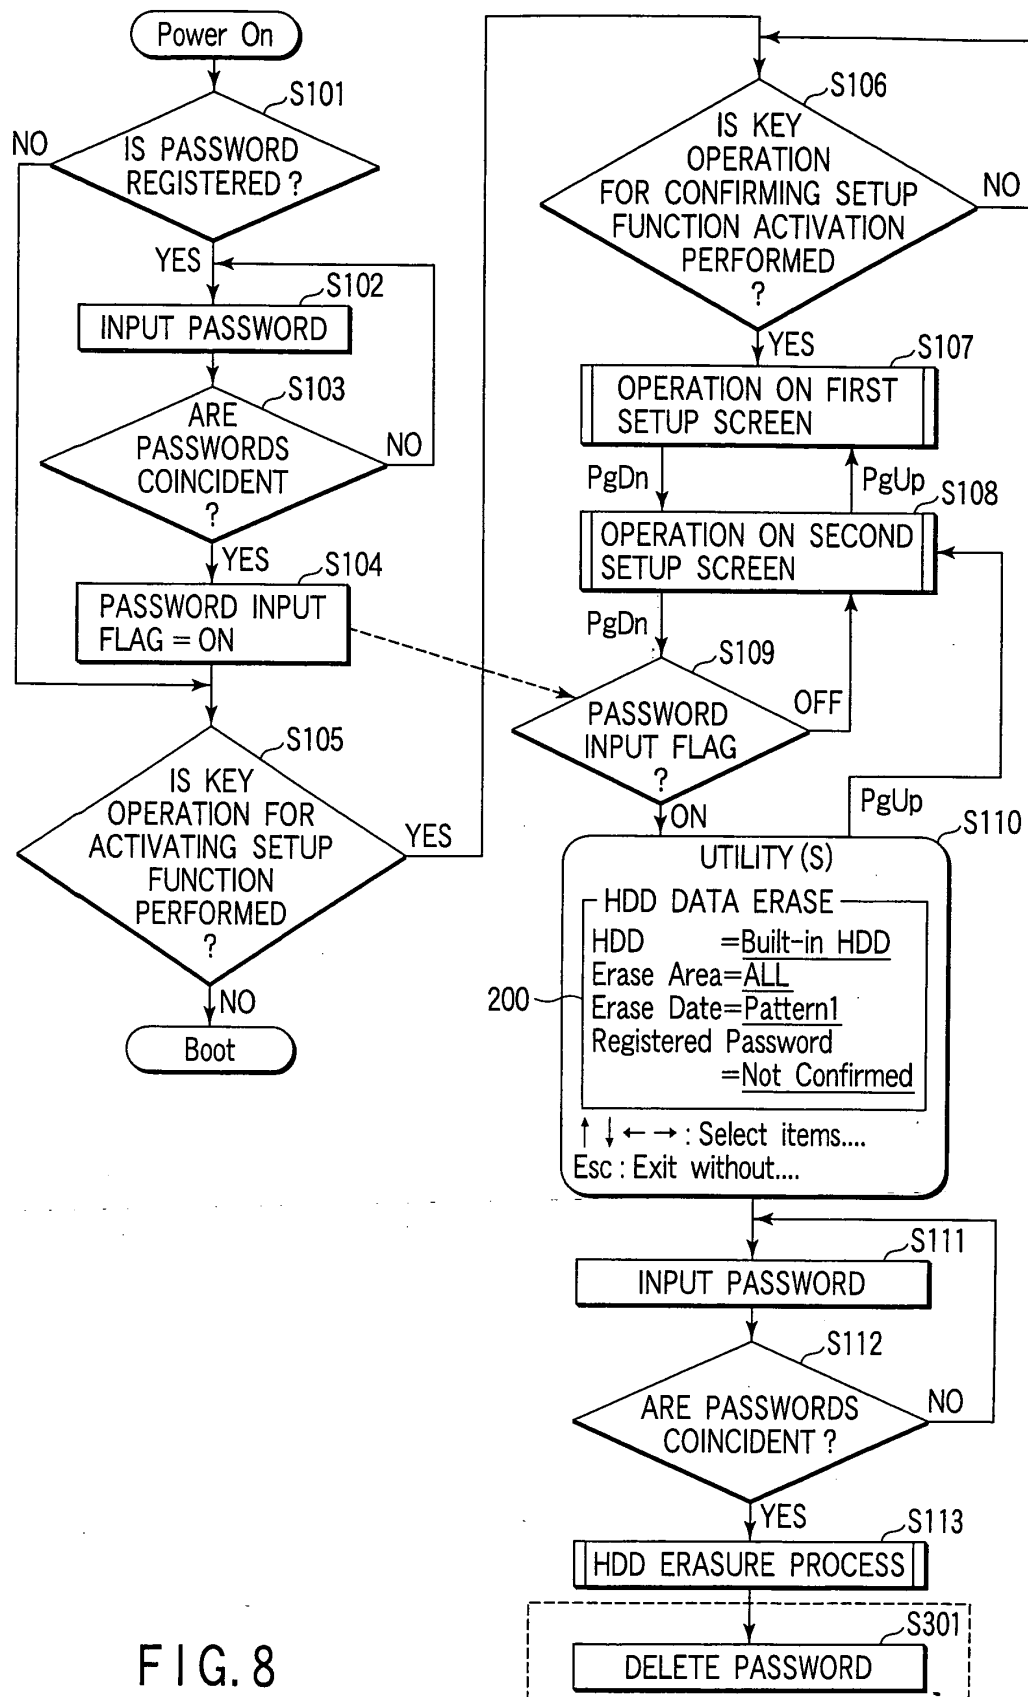 Power On
S101
IS PASSWORD
REGISTERED ?
NO
YES
S102
INPUT PASSWORD
S103
ARE
PASSWORDS
COINCIDENT
?
NO
YES
S104
PASSWORD INPUT
FLAG = ON
S105
IS KEY
OPERATION FOR
ACTIVATING SETUP
FUNCTION
PERFORMED
?
YES
NO
Boot
S106
IS KEY
OPERATION
FOR CONFIRMING SETUP
FUNCTION ACTIVATION
PERFORMED
?
NO
YES
S107
OPERATION ON FIRST
SETUP SCREEN
PgDn
PgUp
S108
OPERATION ON SECOND
SETUP SCREEN
PgDn
S109
PASSWORD
INPUT FLAG
?
OFF
ON
PgUp
S110
UTILITY (S)
HDD DATA ERASE
HDD =Built-in HDD
Erase Area=ALL
200
Erase Date=Pattern1
Registered Password
=Not Confirmed
↑ ↓ ← → : Select items....
Esc : Exit without....
S111
INPUT PASSWORD
S112
ARE PASSWORDS
COINCIDENT ?
NO
YES
S113
HDD ERASURE PROCESS
S301
DELETE PASSWORD
FIG. 8